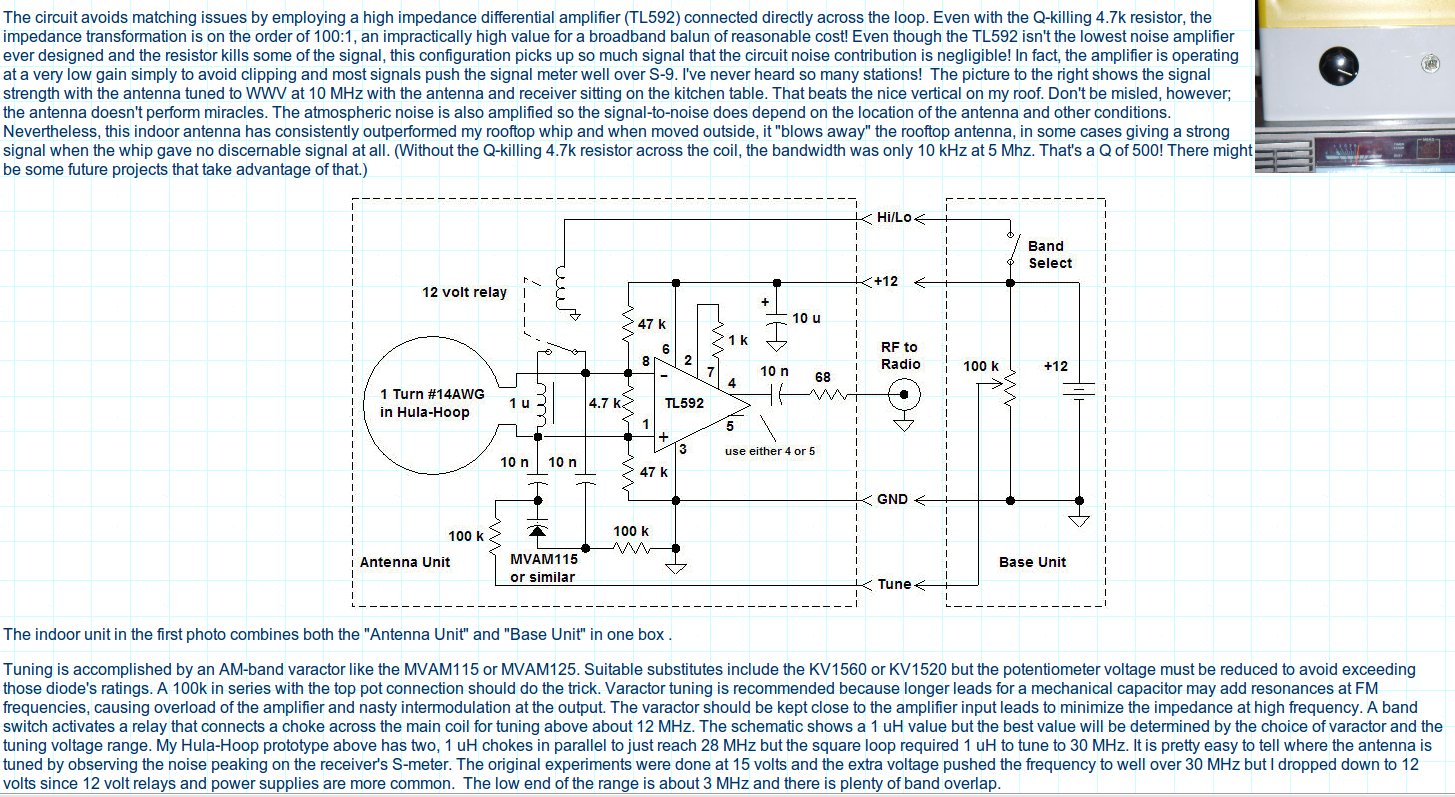 The circuit avoids matching issues by employing a high impedance differential amplifier (TL592) connected directly across the loop. Even with the Q-killing 4.7k resistor, the
impedance transformation is on the order of 100:1, an impractically high value for a broadband balun of reasonable cost! Even though the TL592 isn't the lowest noise amplifier
ever designed and the resistor kills some of the signal, this configuration picks up so much signal that the circuit noise contribution is negligible! In fact, the amplifier is operating
at a very low gain simply to avoid clipping and most signals push the signal meter well over S-9. I've never heard so many stations!  The picture to the right shows the signal
strength with the antenna tuned to WWV at 10 MHz with the antenna and receiver sitting on the kitchen table. That beats the nice vertical on my roof. Don't be misled, however;
the antenna doesn't perform miracles. The atmospheric noise is also amplified so the signal-to-noise does depend on the location of the antenna and other conditions.
Nevertheless, this indoor antenna has consistently outperformed my rooftop whip and when moved outside, it "blows away" the rooftop antenna, in some cases giving a strong
signal when the whip gave no discernable signal at all. (Without the Q-killing 4.7k resistor across the coil, the bandwidth was only 10 kHz at 5 Mhz. That's a Q of 500! There might
be some future projects that take advantage of that.)
Hi/Lo
Band
Select
12 volt relay
+12
+
10 u
47 k
1 k
6
2
8
7
RF to
Radio
-
4
10 n
68
100 k
+12
1 Turn #14AWG
in Hula-Hoop
1 u
4.7 k
TL592
1
+
5
3
use either 4 or 5
10 n
10 n
47 k
GND
100 k
100 k
Antenna Unit
MVAM115
or similar
Base Unit
Tune
The indoor unit in the first photo combines both the "Antenna Unit" and "Base Unit" in one box .
Tuning is accomplished by an AM-band varactor like the MVAM115 or MVAM125. Suitable substitutes include the KV1560 or KV1520 but the potentiometer voltage must be reduced to avoid exceeding
those diode's ratings. A 100k in series with the top pot connection should do the trick. Varactor tuning is recommended because longer leads for a mechanical capacitor may add resonances at FM
frequencies, causing overload of the amplifier and nasty intermodulation at the output. The varactor should be kept close to the amplifier input leads to minimize the impedance at high frequency. A band
switch activates a relay that connects a choke across the main coil for tuning above about 12 MHz. The schematic shows a 1 uH value but the best value will be determined by the choice of varactor and the
tuning voltage range. My Hula-Hoop prototype above has two, 1 uH chokes in parallel to just reach 28 MHz but the square loop required 1 uH to tune to 30 MHz. It is pretty easy to tell where the antenna is
tuned by observing the noise peaking on the receiver's S-meter. The original experiments were done at 15 volts and the extra voltage pushed the frequency to well over 30 MHz but I dropped down to 12
volts since 12 volt relays and power supplies are more common.  The low end of the range is about 3 MHz and there is plenty of band overlap.